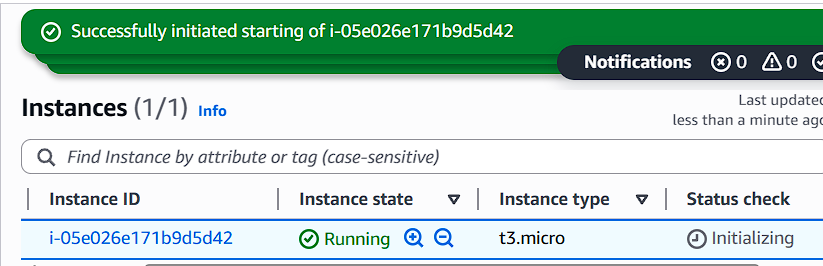 Successfully initiated starting of i-05e026e171b9d5d42
Notifications 0 0
Instances (1/1) Info
Last updated
less than a minute ago
Find Instance by attribute or tag (case-sensitive)
Instance ID Instance state Instance type Status check
i-05e026e171b9d5d42 Running t3.micro Initializing